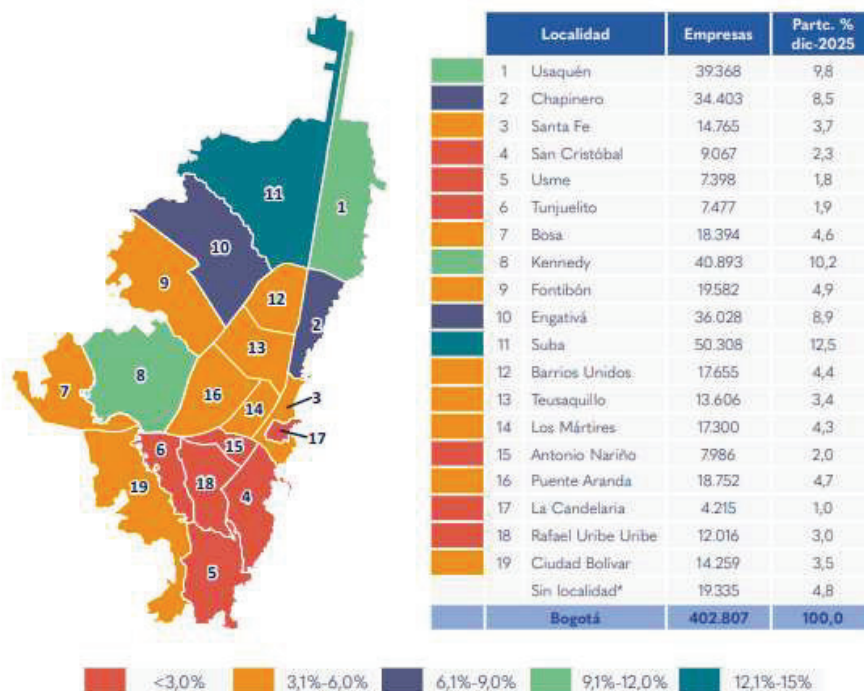 Localidad Empresas Partc. % dic-2025
1 Usaquén 39.368 9,8
2 Chapinero 34.403 8,5
3 Santa Fe 14.765 3,7
4 San Cristóbal 9.067 2,3
5 Usme 7.398 1,8
6 Tunjuelito 7.477 1,9
7 Bosa 18.394 4,6
8 Kennedy 40.893 10,2
9 Fontibón 19.582 4,9
10 Engativá 36.028 8,9
11 Suba 50.308 12,5
12 Barrios Unidos 17.655 4,4
13 Teusaquillo 13.606 3,4
14 Los Mártires 17.300 4,3
15 Antonio Nariño 7.986 2,0
16 Puente Aranda 18.752 4,7
17 La Candelaria 4.215 1,0
18 Rafael Uribe Uribe 12.016 3,0
19 Ciudad Bolívar 14.259 3,5
Sin localidad* 19.335 4,8
Bogotá 402.807 100,0
11
1
10
9
12
2
13
8
7
16
14
3
17
15
6
18
19
4
5
<3,0% 3,1%-6,0% 6,1%-9,0% 9,1%-12,0% 12,1%-15%